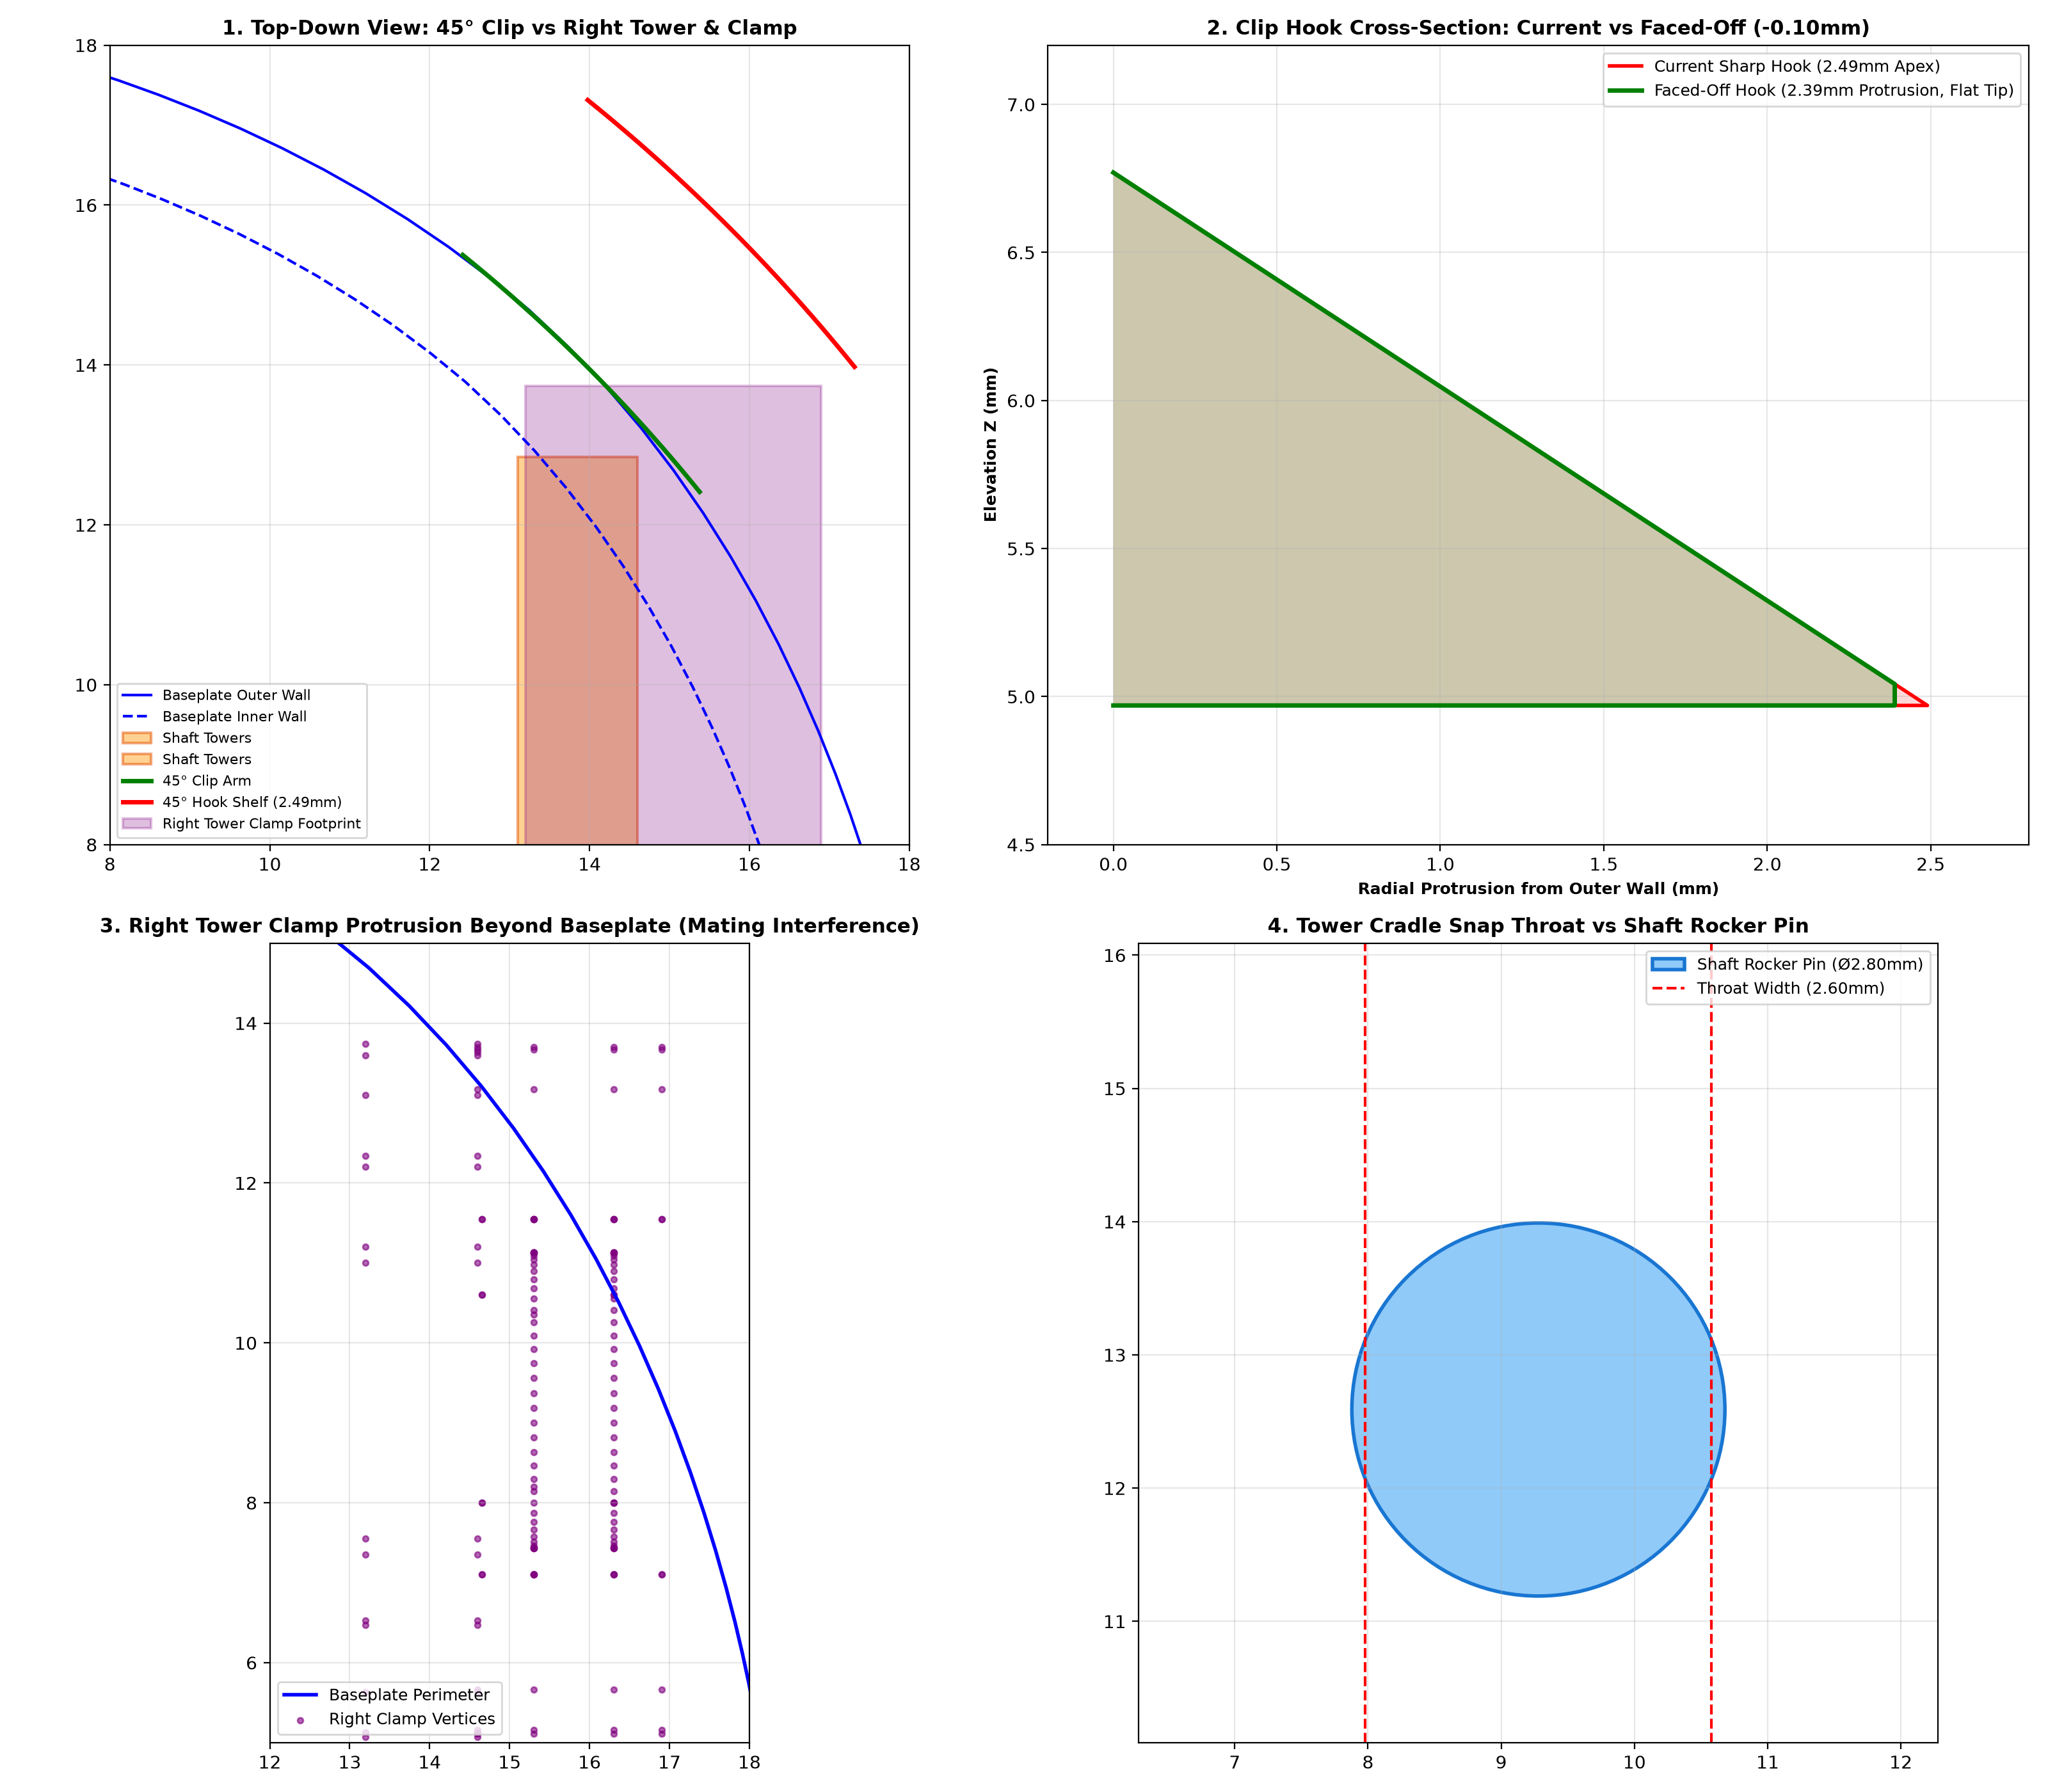 1. Top-Down View: 45° Clip vs Right Tower & Clamp
18
16
14
12
10
8
8
10
12
14
16
18
Baseplate Outer Wall
Baseplate Inner Wall
Shaft Towers
Shaft Towers
45° Clip Arm
45° Hook Shelf (2.49mm)
Right Tower Clamp Footprint
2. Clip Hook Cross-Section: Current vs Faced-Off (-0.10mm)
Current Sharp Hook (2.49mm Apex)
Faced-Off Hook (2.39mm Protrusion, Flat Tip)
Elevation Z (mm)
7.0
6.5
6.0
5.5
5.0
4.5
0.0
0.5
1.0
1.5
2.0
2.5
Radial Protrusion from Outer Wall (mm)
3. Right Tower Clamp Protrusion Beyond Baseplate (Mating Interference)
14
12
10
8
6
12
13
14
15
16
17
18
Baseplate Perimeter
Right Clamp Vertices
4. Tower Cradle Snap Throat vs Shaft Rocker Pin
Shaft Rocker Pin (Ø2.80mm)
Throat Width (2.60mm)
16
15
14
13
12
11
7
8
9
10
11
12